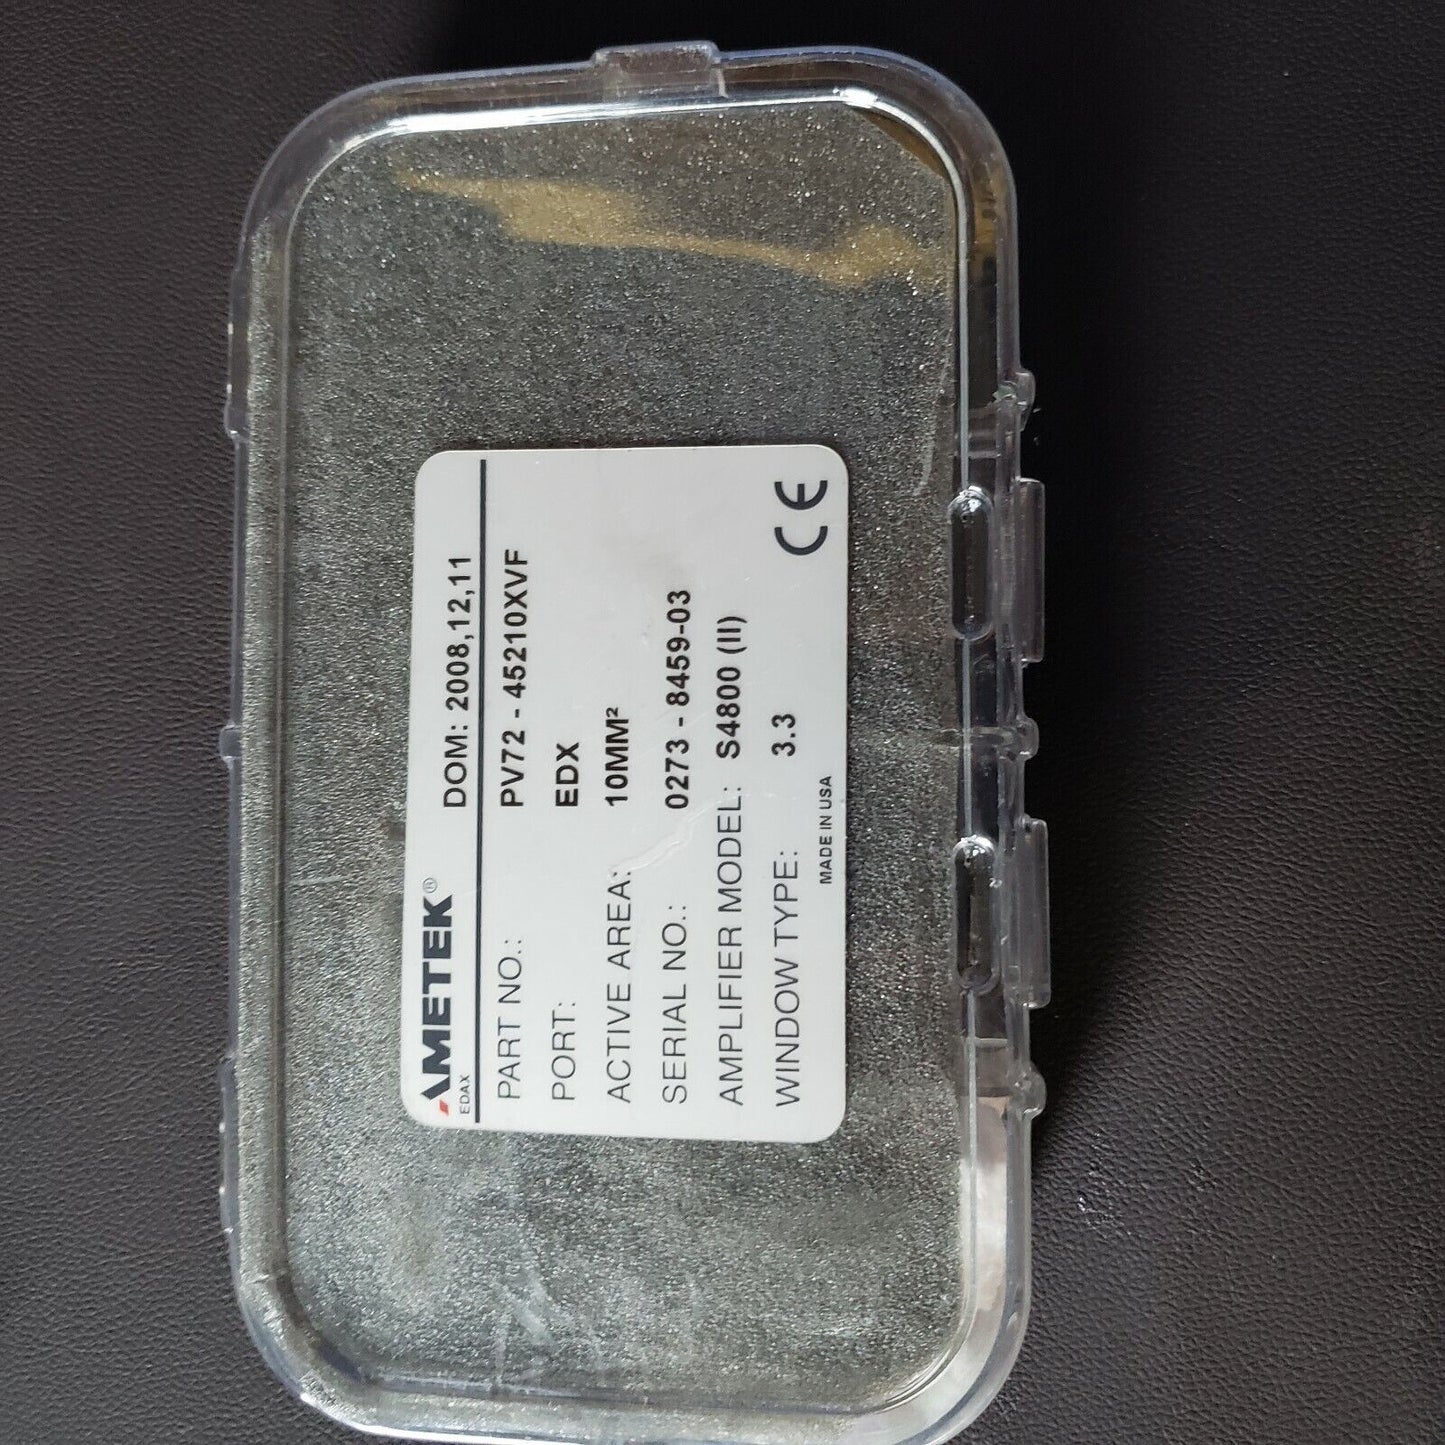 AMETEK®
EDAX
DOM: 2008,12,11
PART NO.: PV72 - 45210XVF
PORT: EDX
ACTIVE AREA: 10MM²
SERIAL NO.: 0273 - 8459-03
AMPLIFIER MODEL: S4800 (II)
WINDOW TYPE: 3.3
MADE IN USA
CE